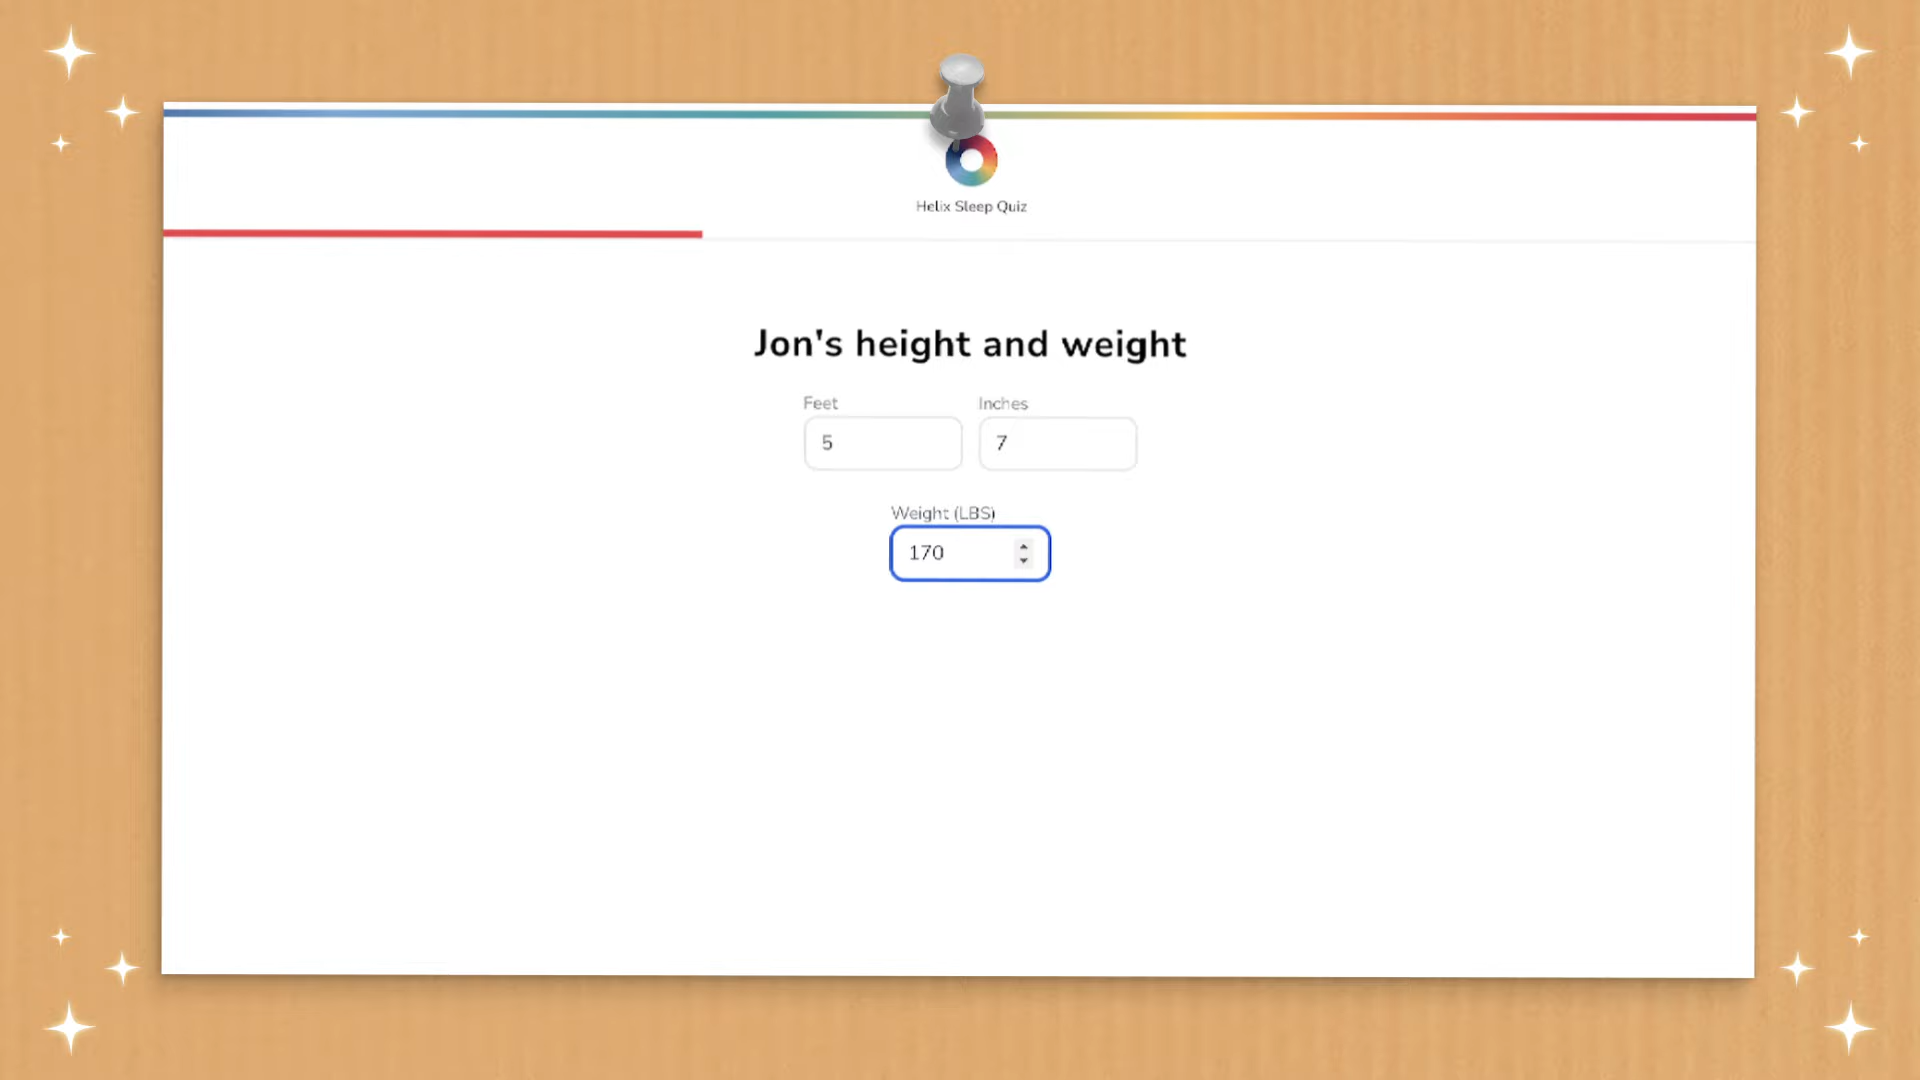 Helix Sleep Quiz
Jon's height and weight
Feet Inches
5 7
Weight (LBS)
170